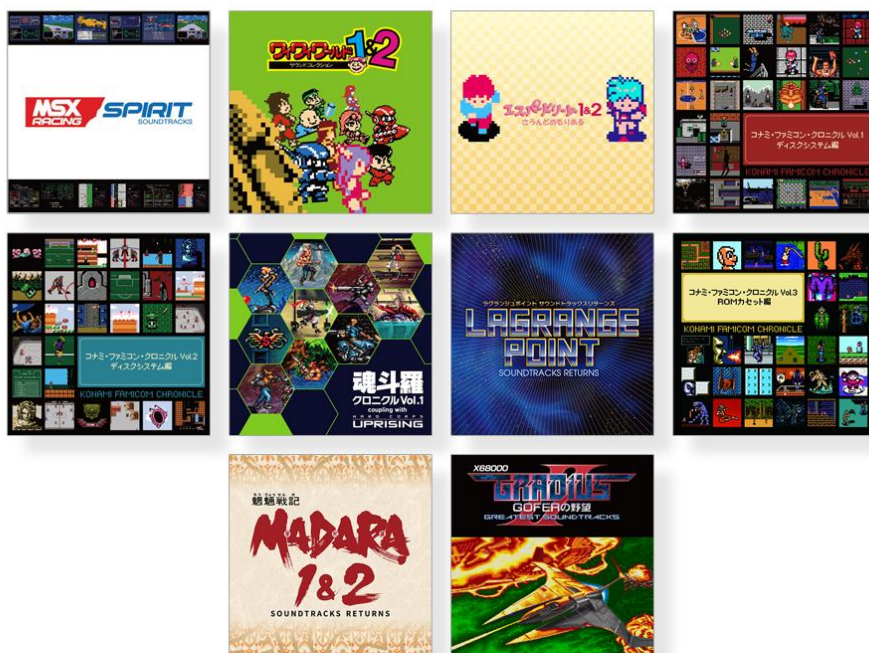 MSX
RACING
SPIRIT
SOUNDTRACKS
ワイワイワールド1&2
サウンドコレクション
エスパードリーム1&2
さうんどめもりある
コナミ・ファミコン・クロニクル Vol.1
ディスクシステム編
KONAMI FAMICOM CHRONICLE
コナミ・ファミコン・クロニクル Vol.2
ディスクシステム編
KONAMI FAMICOM CHRONICLE
魂斗羅
クロニクルVol.1
coupling with
HARD CORPS
UPRISING
ラグランジュポイント サウンドトラックスリターンズ
LAGRANGE
POINT
SOUNDTRACKS RETURNS
コナミ・ファミコン・クロニクル Vol.3
ROMカセット編
KONAMI FAMICOM CHRONICLE
魍魎戦記
MADARA
1&2
SOUNDTRACKS RETURNS
X68000
GRADIUS
II
GOFERの野望
GREATEST SOUNDTRACKS